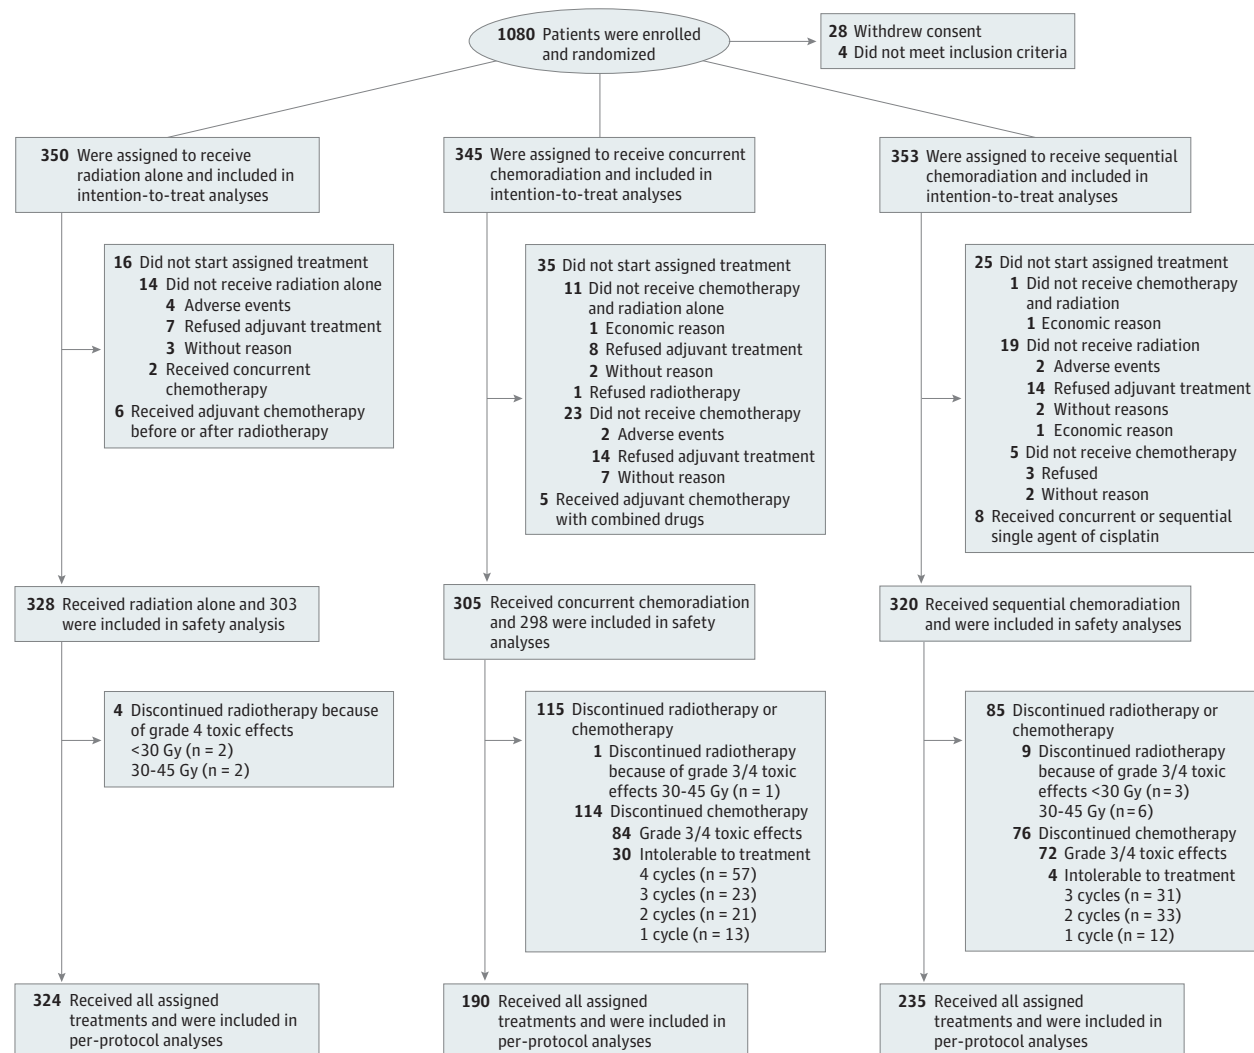 1080 Patients were enrolled
and randomized
28 Withdrew consent
4 Did not meet inclusion criteria
350 Were assigned to receive
radiation alone and included in
intention-to-treat analyses
345 Were assigned to receive concurrent
chemoradiation and included in
intention-to-treat analyses
353 Were assigned to receive sequential
chemoradiation and included in
intention-to-treat analyses
16 Did not start assigned treatment
14 Did not receive radiation alone
4 Adverse events
7 Refused adjuvant treatment
3 Without reason
2 Received concurrent
chemotherapy
6 Received adjuvant chemotherapy
before or after radiotherapy
35 Did not start assigned treatment
11 Did not receive chemotherapy
and radiation alone
1 Economic reason
8 Refused adjuvant treatment
2 Without reason
1 Refused radiotherapy
23 Did not receive chemotherapy
2 Adverse events
14 Refused adjuvant treatment
7 Without reason
5 Received adjuvant chemotherapy
with combined drugs
25 Did not start assigned treatment
1 Did not receive chemotherapy
and radiation
1 Economic reason
19 Did not receive radiation
2 Adverse events
14 Refused adjuvant treatment
2 Without reasons
1 Economic reason
5 Did not receive chemotherapy
3 Refused
2 Without reason
8 Received concurrent or sequential
single agent of cisplatin
328 Received radiation alone and 303
were included in safety analysis
305 Received concurrent chemoradiation
and 298 were included in safety
analyses
320 Received sequential chemoradiation
and were included in safety analyses
4 Discontinued radiotherapy because
of grade 4 toxic effects
<30 Gy (n = 2)
30-45 Gy (n = 2)
115 Discontinued radiotherapy or
chemotherapy
1 Discontinued radiotherapy
because of grade 3/4 toxic
effects 30-45 Gy (n = 1)
114 Discontinued chemotherapy
84 Grade 3/4 toxic effects
30 Intolerable to treatment
4 cycles (n = 57)
3 cycles (n = 23)
2 cycles (n = 21)
1 cycle (n = 13)
85 Discontinued radiotherapy or
chemotherapy
9 Discontinued radiotherapy
because of grade 3/4 toxic
effects <30 Gy (n = 3)
30-45 Gy (n = 6)
76 Discontinued chemotherapy
72 Grade 3/4 toxic effects
4 Intolerable to treatment
3 cycles (n = 31)
2 cycles (n = 33)
1 cycle (n = 12)
324 Received all assigned
treatments and were included in
per-protocol analyses
190 Received all assigned
treatments and were included in
per-protocol analyses
235 Received all assigned
treatments and were included in
per-protocol analyses